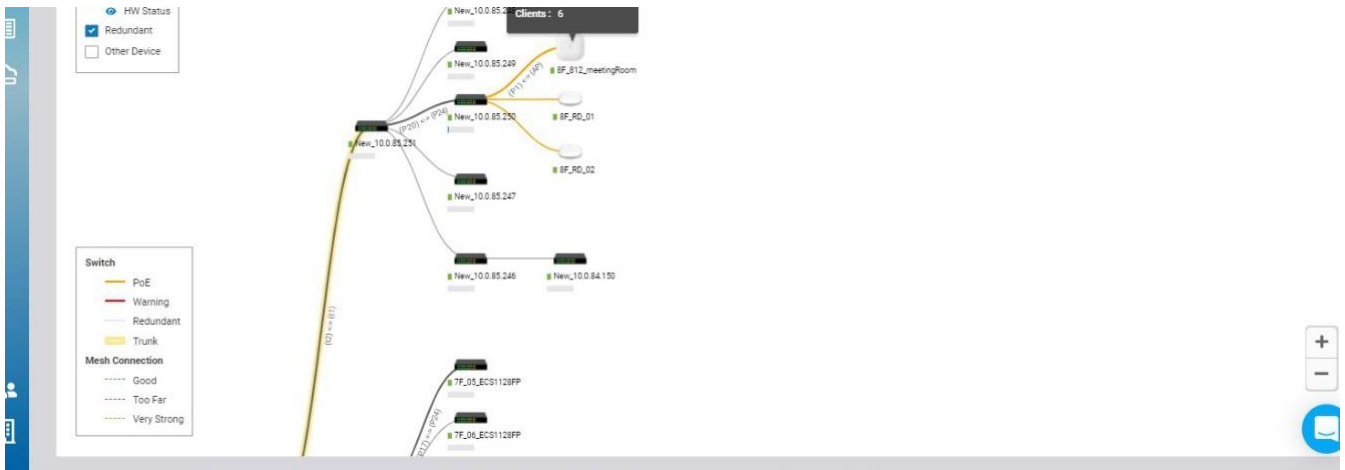 HW Status
Redundant
Other Device
Clients : 6
New_10.0.85.249
8F_812_meetingRoom
(P1) <-> (AP)
New_10.0.85.250
8F_RD_01
(P20) <-> (P24)
New_10.0.85.251
8F_RD_02
New_10.0.85.247
New_10.0.85.246
New_10.0.84.150
7F_05_ECS1128FP
7F_06_ECS1128FP
(P17) <-> (P24)
Switch
PoE
Warning
Redundant
Trunk
Mesh Connection
Good
Too Far
Very Strong